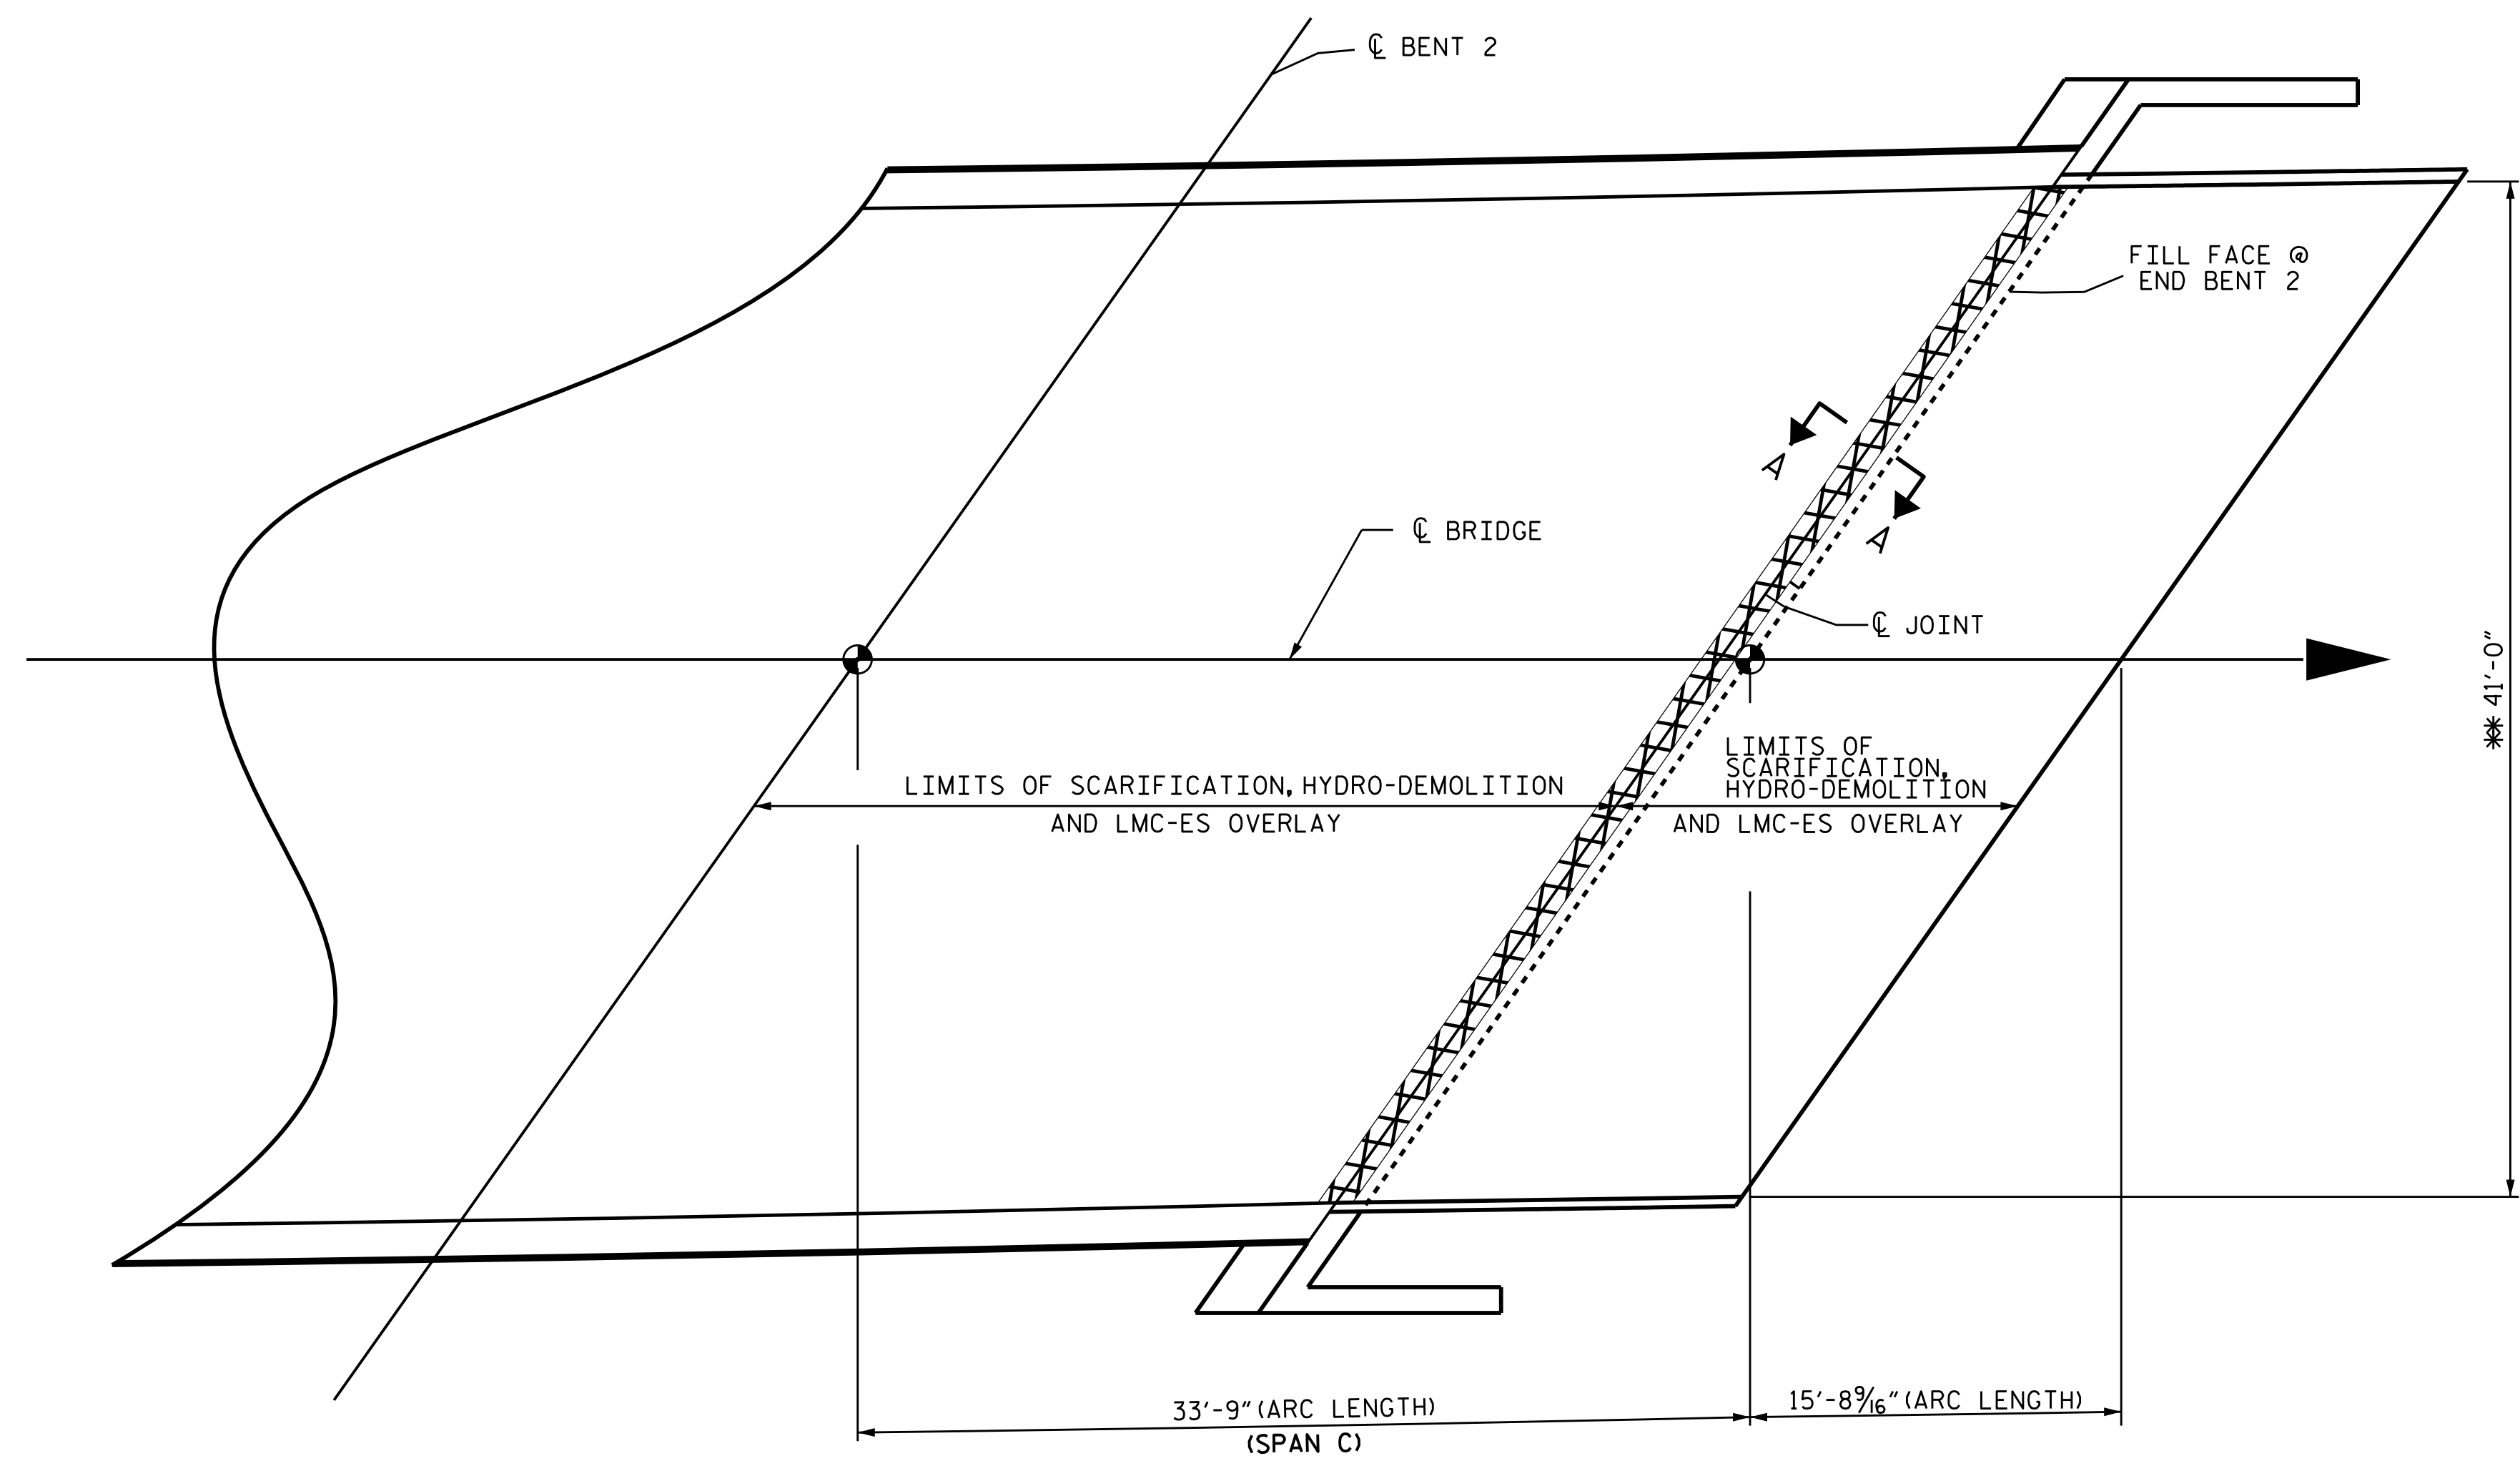 ℄ BENT 2
FILL FACE @
END BENT 2
A
A
℄ BRIDGE
℄ JOINT
** 41'-0"
LIMITS OF SCARIFICATION, HYDRO-DEMOLITION
AND LMC-ES OVERLAY
LIMITS OF
SCARIFICATION,
HYDRO-DEMOLITION
AND LMC-ES OVERLAY
33'-9" (ARC LENGTH)
(SPAN C)
15'-8 9/16" (ARC LENGTH)